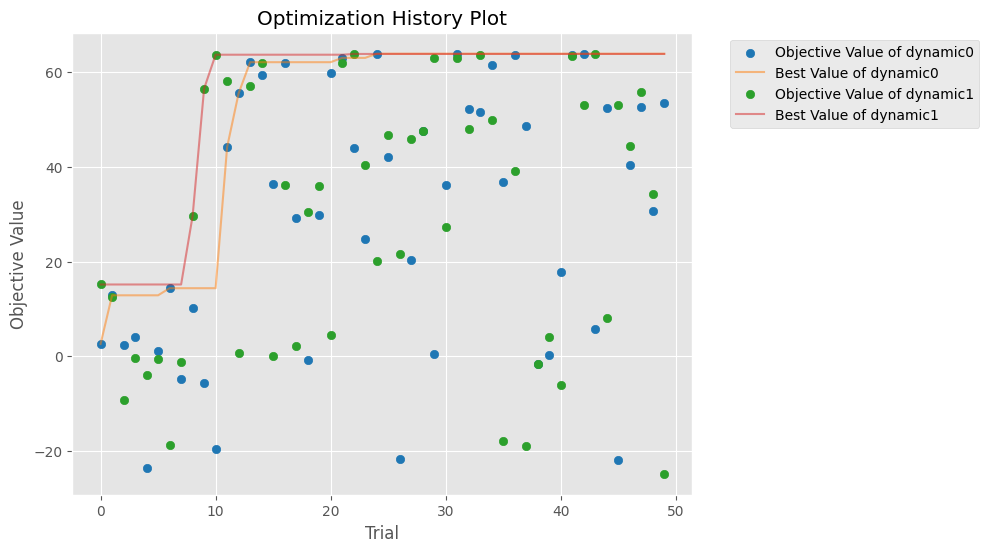 Optimization History Plot
Objective Value of dynamic0
Best Value of dynamic0
Objective Value of dynamic1
Best Value of dynamic1
Objective Value
60
40
20
0
−20
0
10
20
30
40
50
Trial